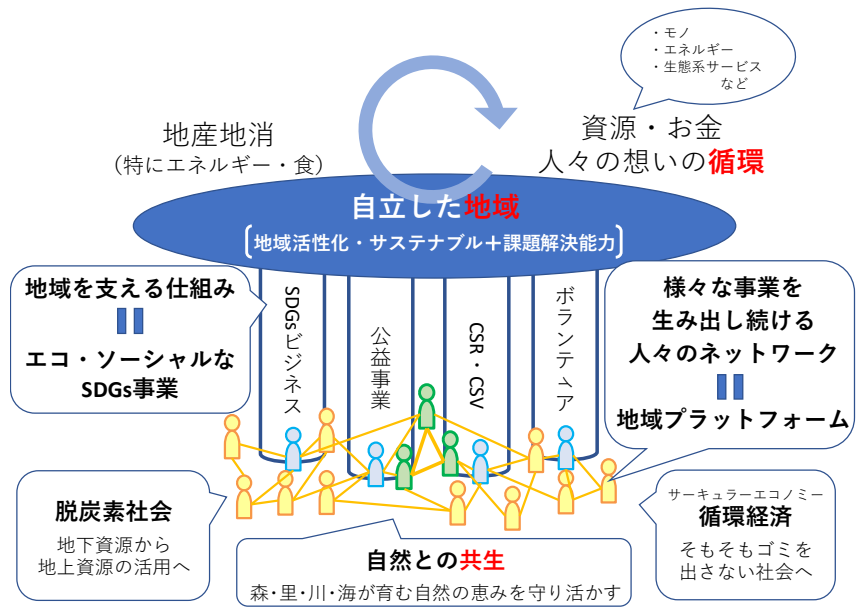 ・モノ
・エネルギー
・生態系サービス
など
地産地消
(特にエネルギー・食)
資源・お金
人々の想いの循環
自立した地域
[地域活性化・サステナブル＋課題解決能力]
地域を支える仕組み
エコ・ソーシャルな
SDGs事業
SDGsビジネス
公益事業
CSR・CSV
ボランティア
様々な事業を
生み出し続ける
人々のネットワーク
地域プラットフォーム
脱炭素社会
地下資源から
地上資源の活用へ
自然との共生
森・里・川・海が育む自然の恵みを守り活かす
サーキュラーエコノミー
循環経済
そもそもゴミを
出さない社会へ